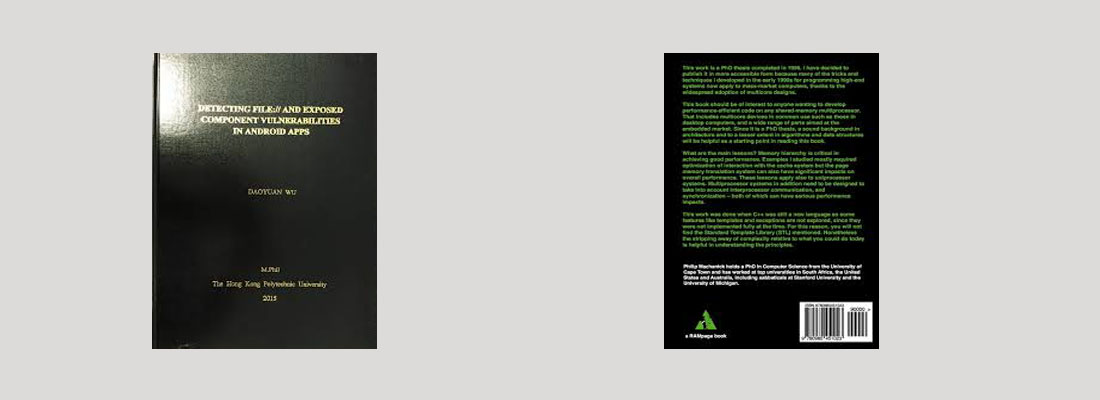 DETECTING FILE:// AND EXPOSED
COMPONENT VULNERABILITIES
IN ANDROID APPS
DAOYUAN WU
M.Phil
The Hong Kong Polytechnic University
2015
This work is a PhD thesis completed in 1996. I have decided to
publish it in more accessible form because many of the tricks and
techniques I developed in the early 1990s for programming high-end
systems now apply to mass-market computers, thanks to the
widespread adoption of multicore designs.
This book should be of interest to anyone wanting to develop
performance-efficient code on any shared-memory multiprocessor.
That includes multicore devices in common use such as those in
desktop computers, and a wide range of parts aimed at the
embedded market. Since it is a PhD thesis, a sound background in
architecture and to a lesser extent in algorithms and data structures
will be helpful as a starting point in reading this book.
What are the main lessons? Memory hierarchy is critical in
achieving good performance. Examples I studied mostly required
optimization of interaction with the cache system but the page
memory translation system can also have significant impacts on
overall performance. These lessons apply also to uniprocessor
systems. Multiprocessor systems in addition need to be designed to
take into account interprocessor communication, and
synchronization – both of which can have serious performance
impacts.
This work was done when C++ was still a new language so some
features like templates and exceptions are not explored, since they
were not implemented fully at the time. For this reason, you will not
find the Standard Template Library (STL) mentioned. Nonetheless
the stripping away of complexity relative to what you could do today
is helpful in understanding the principles.
Philip Machanick holds a PhD in Computer Science from the University of
Cape Town and has worked at top universities in South Africa, the United
States and Australia, including sabbaticals at Stanford University and the
University of Michigan.
a RAMpage book